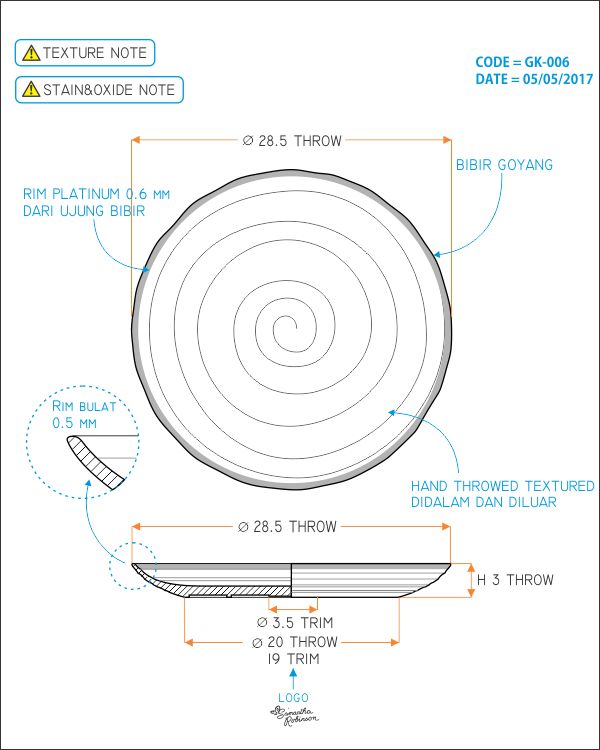 TEXTURE NOTE
STAIN&OXIDE NOTE
CODE = GK-006
DATE = 05/05/2017
Ø 28.5 THROW
BIBIR GOYANG
RIM PLATINUM 0.6 MM
DARI UJUNG BIBIR
RIM BULAT
0.5 MM
HAND THROWED TEXTURED
DIDALAM DAN DILUAR
Ø 28.5 THROW
H 3 THROW
Ø 3.5 TRIM
Ø 20 THROW
19 TRIM
LOGO
Samantha
Robinson